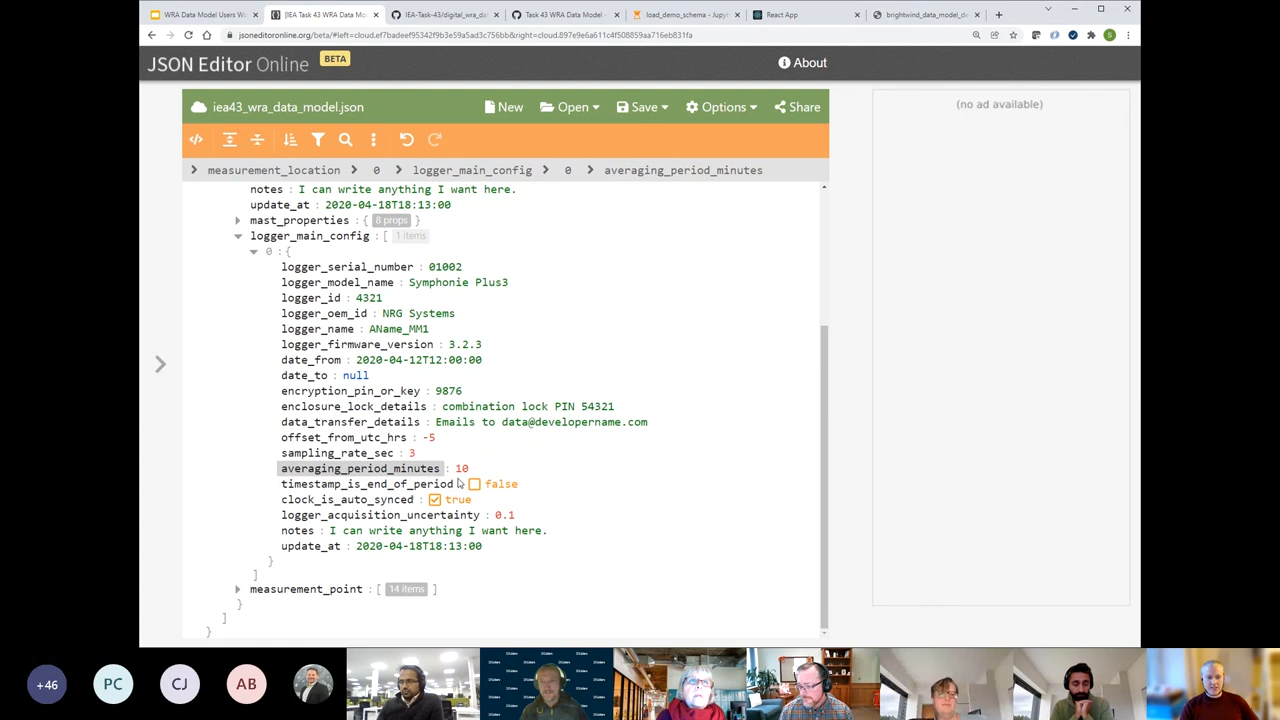 WRA Data Model Users Wo
[IEA Task 43 WRA Data Mode
IEA-Task-43/digital_wra_da
Task 43 WRA Data Model -
load_demo_schema - Jupyt
React App
brightwind_data_model_de
jsoneditoronline.org/beta/#left=cloud.ef7badeef95342f9b3e59a5ad3c756bb&right=cloud.897e9e6a611c4f508859aa716eb831fa
JSON Editor Online BETA
About
iea43_wra_data_model.json
New Open Save Options Share
(no ad available)
measurement_location > 0 > logger_main_config > 0 > averaging_period_minutes
notes : I can write anything I want here.
update_at : 2020-04-18T18:13:00
mast_properties : { 8 props }
logger_main_config : [ 1 items
0 : {
logger_serial_number : 01002
logger_model_name : Symphonie Plus3
logger_id : 4321
logger_oem_id : NRG Systems
logger_name : AName_MM1
logger_firmware_version : 3.2.3
date_from : 2020-04-12T12:00:00
date_to : null
encryption_pin_or_key : 9876
enclosure_lock_details : combination lock PIN 54321
data_transfer_details : Emails to data@developername.com
offset_from_utc_hrs : -5
sampling_rate_sec : 3
averaging_period_minutes : 10
timestamp_is_end_of_period false
clock_is_auto_synced : true
logger_acquisition_uncertainty : 0.1
notes : I can write anything I want here.
update_at : 2020-04-18T18:13:00
}
]
measurement_point : [ 14 items ]
}
]
}
+46 PC CJ AB